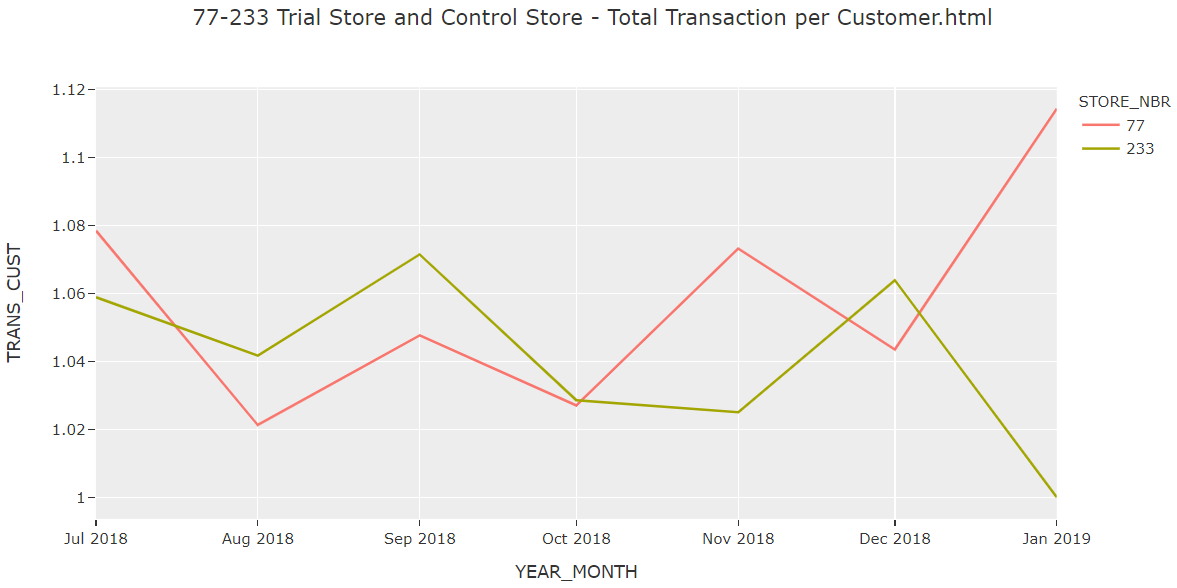 77-233 Trial Store and Control Store - Total Transaction per Customer.html
STORE_NBR
77
233
TRANS_CUST
1.12
1.1
1.08
1.06
1.04
1.02
1
Jul 2018
Aug 2018
Sep 2018
Oct 2018
Nov 2018
Dec 2018
Jan 2019
YEAR_MONTH